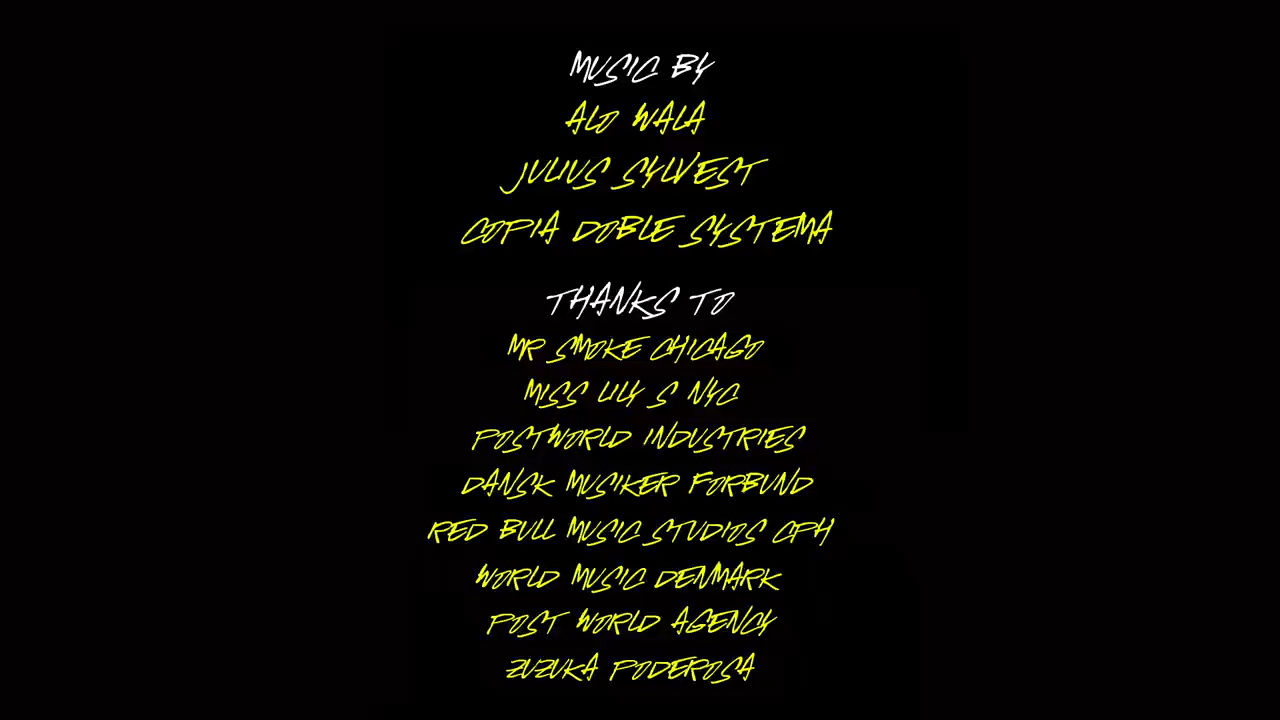 MUSIC BY
ALO WALA
JULIUS SYLVEST
COPIA DOBLE SYSTEMA
THANKS TO
MR SMOKE CHICAGO
MISS LILY S NYC
POSTWORLD INDUSTRIES
DANSK MUSIKER FORBUND
RED BULL MUSIC STUDIOS CPH
WORLD MUSIC DENMARK
POST WORLD AGENCY
ZUZUKA PODEROSA